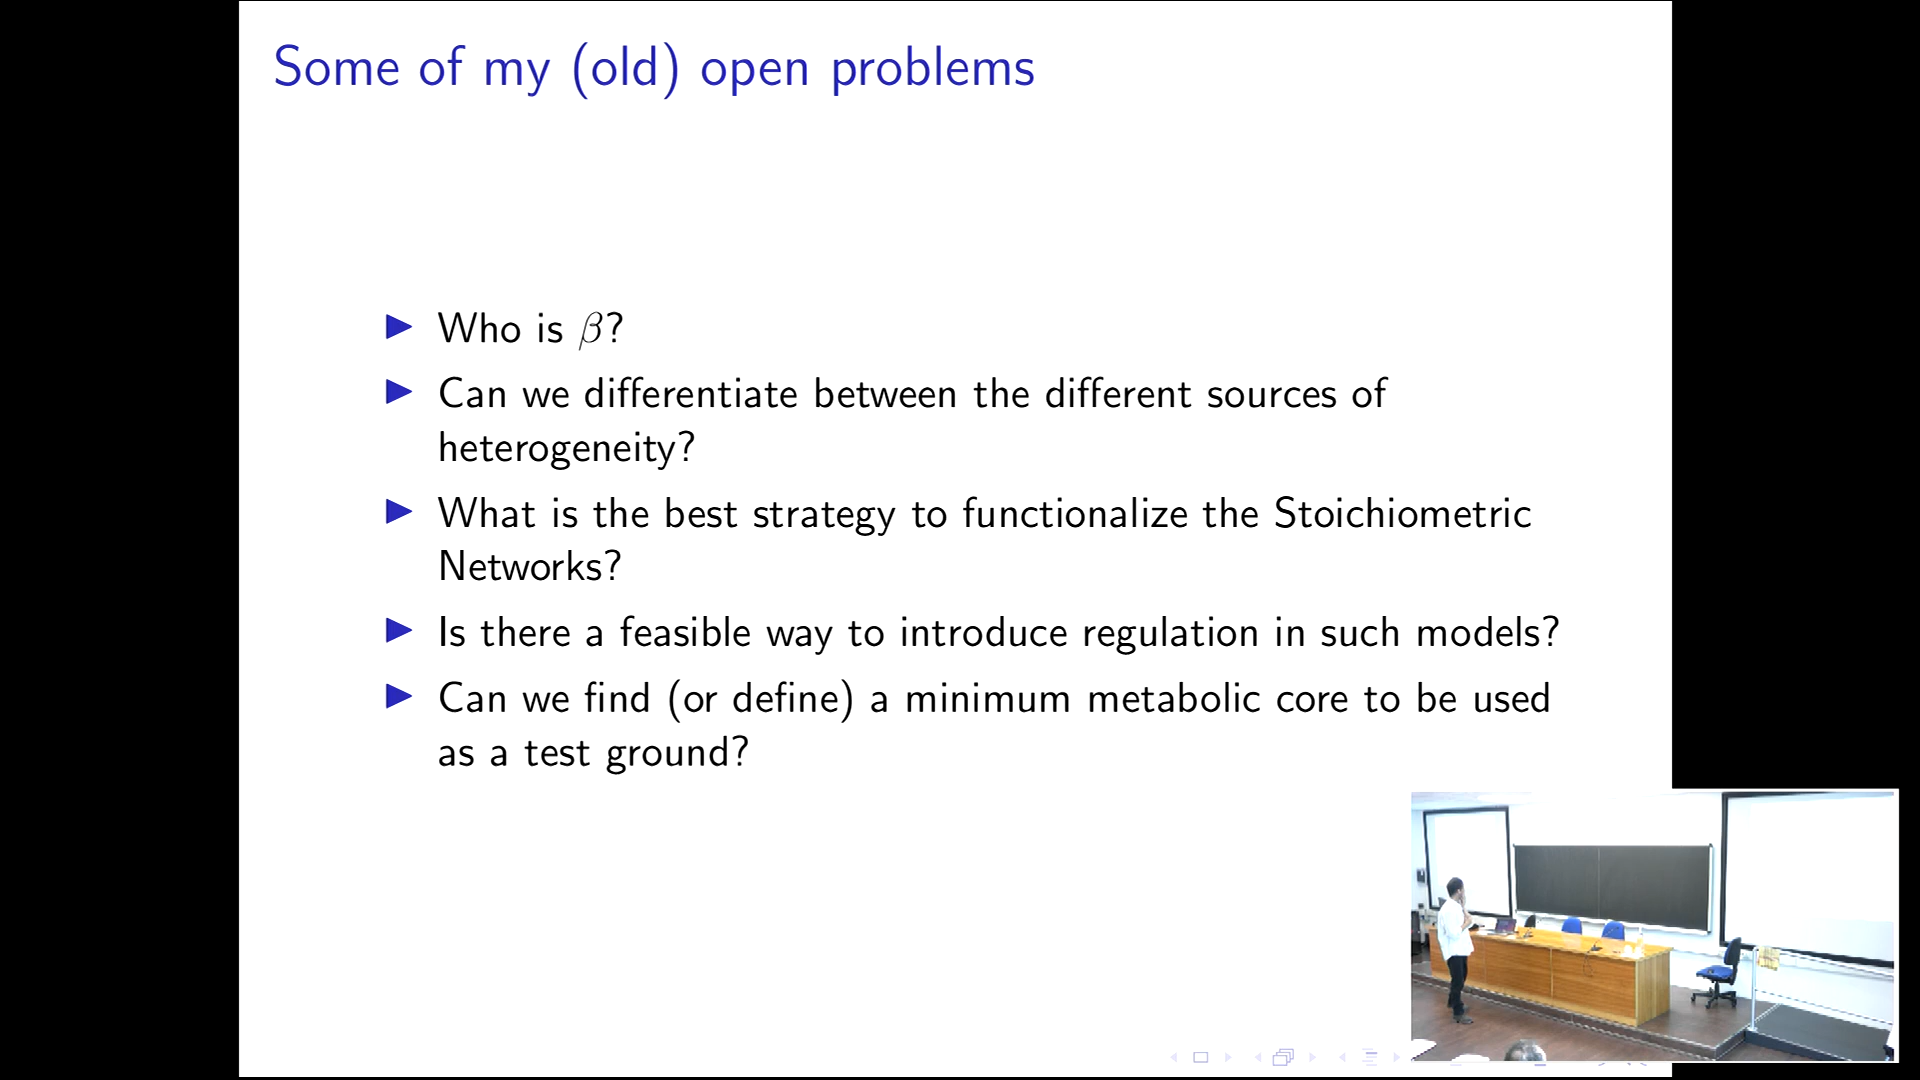 Some of my (old) open problems
Who is β?
Can we differentiate between the different sources of
heterogeneity?
What is the best strategy to functionalize the Stoichiometric
Networks?
Is there a feasible way to introduce regulation in such models?
Can we find (or define) a minimum metabolic core to be used
as a test ground?